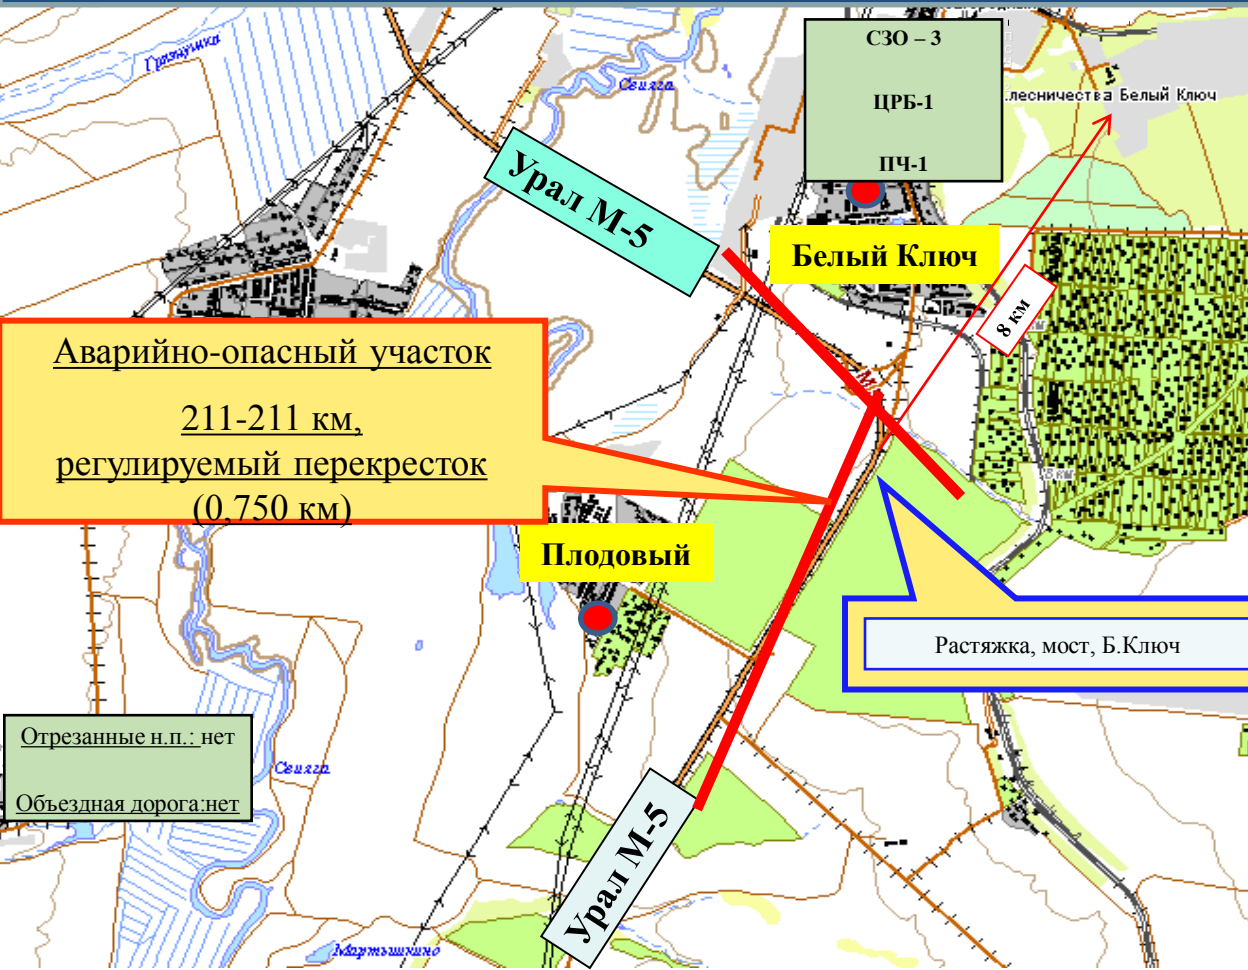 Грязнушка
Свияга
СЗО – 3
ЦРБ-1
ПЧ-1
лесничества Белый Ключ
Урал М-5
Белый Ключ
8 км
Аварийно-опасный участок
211-211 км,
регулируемый перекресток
(0,750 км)
Плодовый
Растяжка, мост, Б.Ключ
Отрезанные н.п.: нет
Объездная дорога:нет
Свияга
Урал М-5
Мартышкино